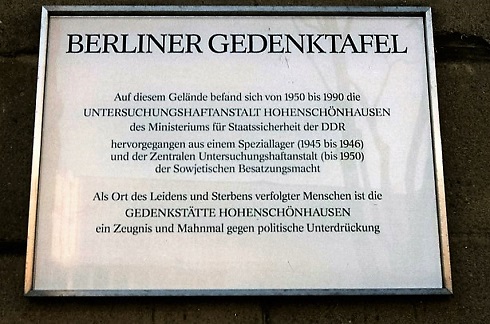 BERLINER GEDENKTAFEL
Auf diesem Gelände befand sich von 1950 bis 1990 die
UNTERSUCHUNGSHAFTANSTALT HOHENSCHÖNHAUSEN
des Ministeriums für Staatssicherheit der DDR
hervorgegangen aus einem Speziallager (1945 bis 1946)
und der Zentralen Untersuchungshaftanstalt (bis 1950)
der Sowjetischen Besatzungsmacht
Als Ort des Leidens und Sterbens verfolgter Menschen ist die
GEDENKSTÄTTE HOHENSCHÖNHAUSEN
ein Zeugnis und Mahnmal gegen politische Unterdrückung